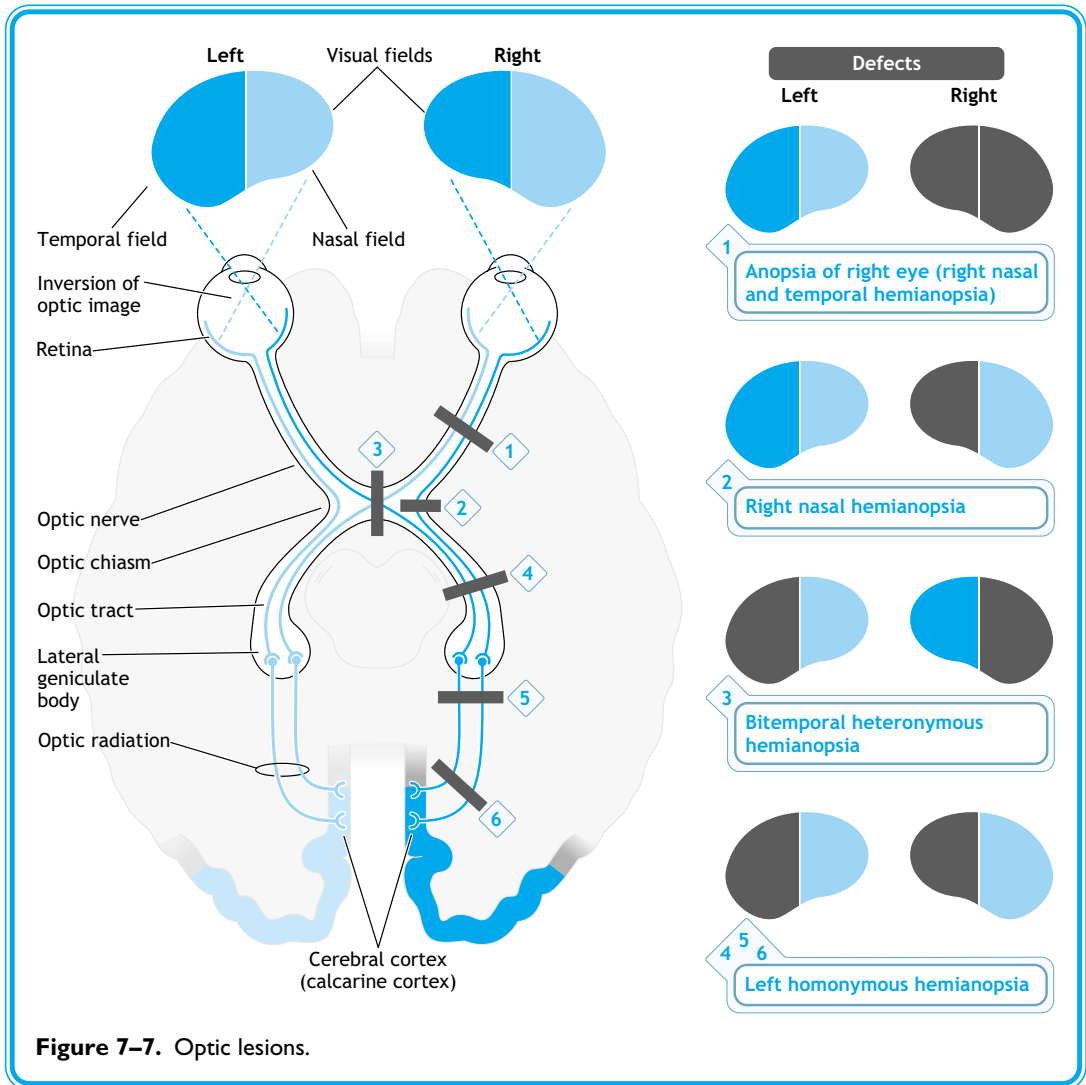 Left
Visual fields
Right
Temporal field
Nasal field
Inversion of
optic image
Retina
3
1
2
Optic nerve
Optic chiasm
4
Optic tract
Lateral
geniculate
body
5
Optic radiation
6
Cerebral cortex
(calcarine cortex)
Defects
Left
Right
1
Anopsia of right eye (right nasal
and temporal hemianopsia)
2
Right nasal hemianopsia
3
Bitemporal heteronymous
hemianopsia
4 5 6
Left homonymous hemianopsia
Figure 7–7. Optic lesions.